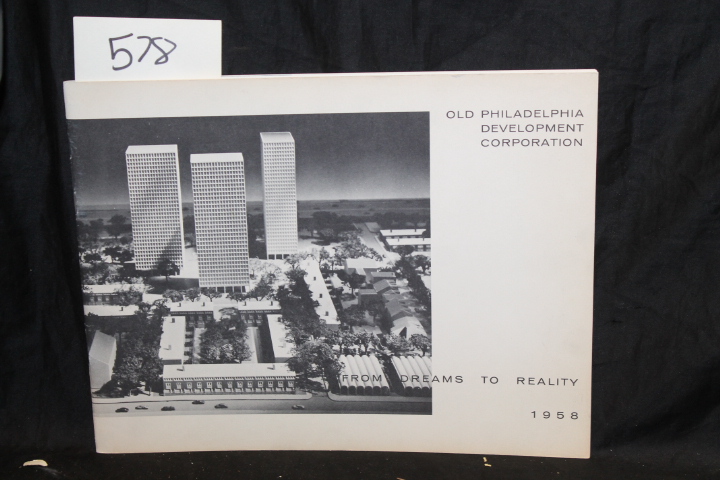 578
OLD PHILADELPHIA
DEVELOPMENT
CORPORATION
FROM DREAMS TO REALITY
1958